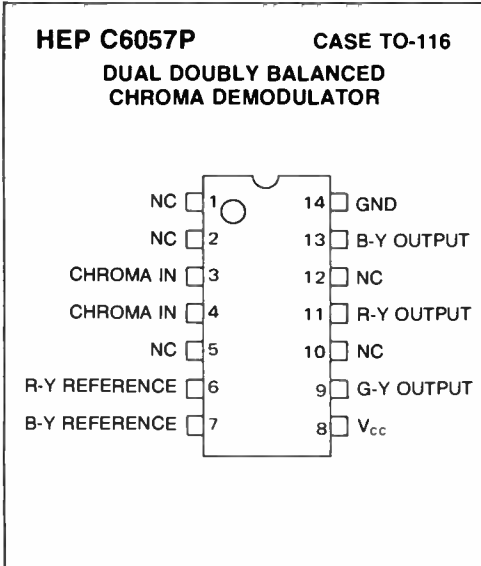 HEP C6057P CASE TO-116
DUAL DOUBLY BALANCED
CHROMA DEMODULATOR
NC 1 14 GND
NC 2 13 B-Y OUTPUT
CHROMA IN 3 12 NC
CHROMA IN 4 11 R-Y OUTPUT
NC 5 10 NC
R-Y REFERENCE 6 9 G-Y OUTPUT
B-Y REFERENCE 7 8 Vcc